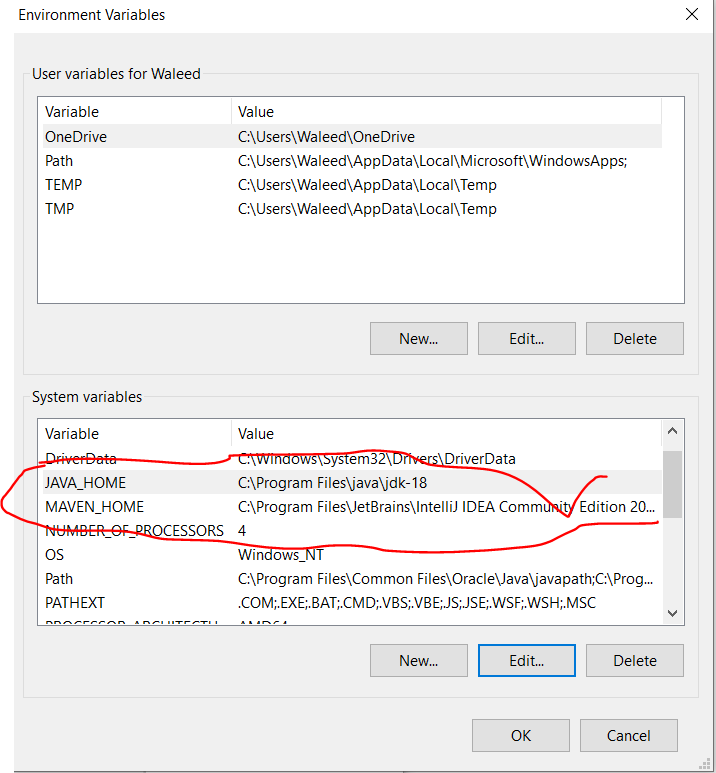 Environment Variables
User variables for Waleed
Variable Value
OneDrive C:\Users\Waleed\OneDrive
Path C:\Users\Waleed\AppData\Local\Microsoft\WindowsApps;
TEMP C:\Users\Waleed\AppData\Local\Temp
TMP C:\Users\Waleed\AppData\Local\Temp
New... Edit... Delete
System variables
Variable Value
DriverData C:\Windows\System32\Drivers\DriverData
JAVA_HOME C:\Program Files\java\jdk-18
MAVEN_HOME C:\Program Files\JetBrains\IntelliJ IDEA Community Edition 20...
NUMBER_OF_PROCESSORS 4
OS Windows_NT
Path C:\Program Files\Common Files\Oracle\Java\javapath;C:\Prog...
PATHEXT .COM;.EXE;.BAT;.CMD;.VBS;.VBE;.JS;.JSE;.WSF;.WSH;.MSC
PROCESSOR_ARCHITECTU... AMD64
New... Edit... Delete
OK Cancel